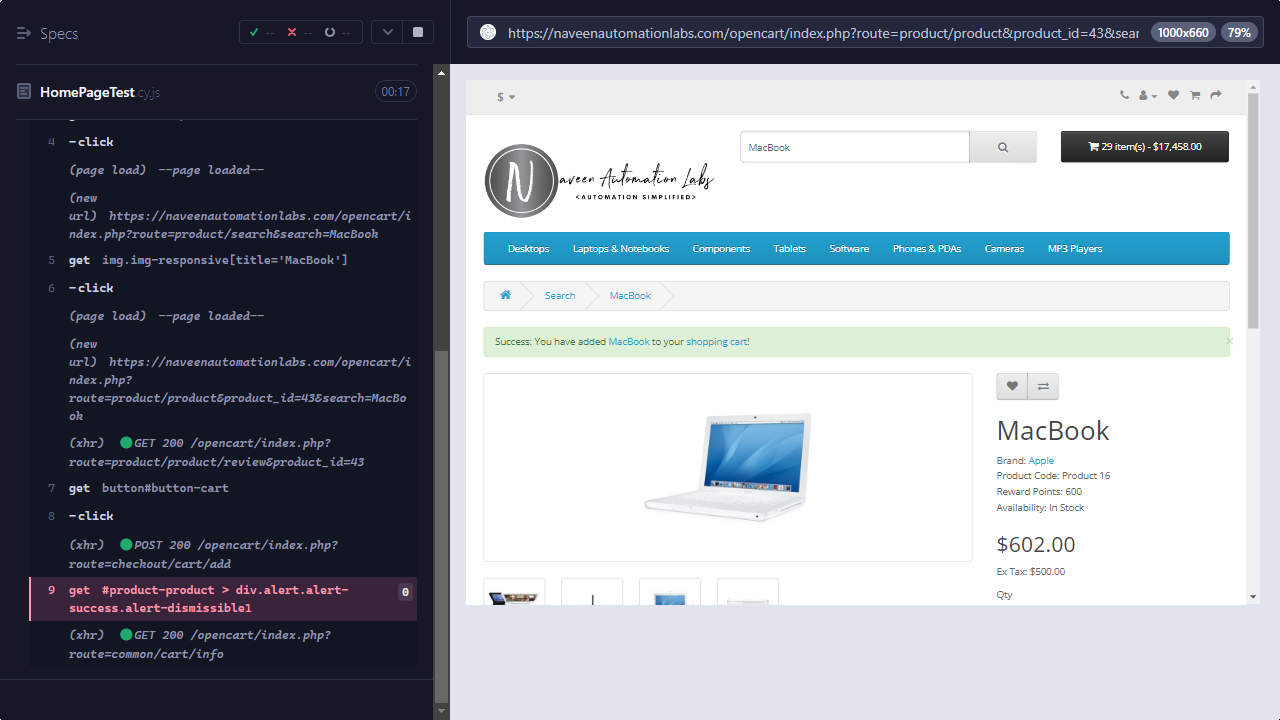 Specs
-- -- --
HomePageTest.cy.js
00:17
4 -click
(page load) --page loaded--
(new
url) https://naveenautomationlabs.com/opencart/i
ndex.php?route=product/search&search=MacBook
5 get img.img-responsive[title='MacBook']
6 -click
(page load) --page loaded--
(new
url) https://naveenautomationlabs.com/opencart/i
ndex.php?
route=product/product&product_id=43&search=MacBo
ok
(xhr) GET 200 /opencart/index.php?
route=product/product/review&product_id=43
7 get button#button-cart
8 -click
(xhr) POST 200 /opencart/index.php?
route=checkout/cart/add
9 get #product-product > div.alert.alert-
success.alert-dismissible1
0
(xhr) GET 200 /opencart/index.php?
route=common/cart/info
https://naveenautomationlabs.com/opencart/index.php?route=product/product&product_id=43&sear
1000x660
79%
$
MacBook
29 item(s) - $17,458.00
N
aveen Automation Labs
<AUTOMATION SIMPLIFIED>
Desktops Laptops & Notebooks Components Tablets Software Phones & PDAs Cameras MP3 Players
Search MacBook
Success: You have added MacBook to your shopping cart!
×
MacBook
Brand: Apple
Product Code: Product 16
Reward Points: 600
Availability: In Stock
$602.00
Ex Tax: $500.00
Qty